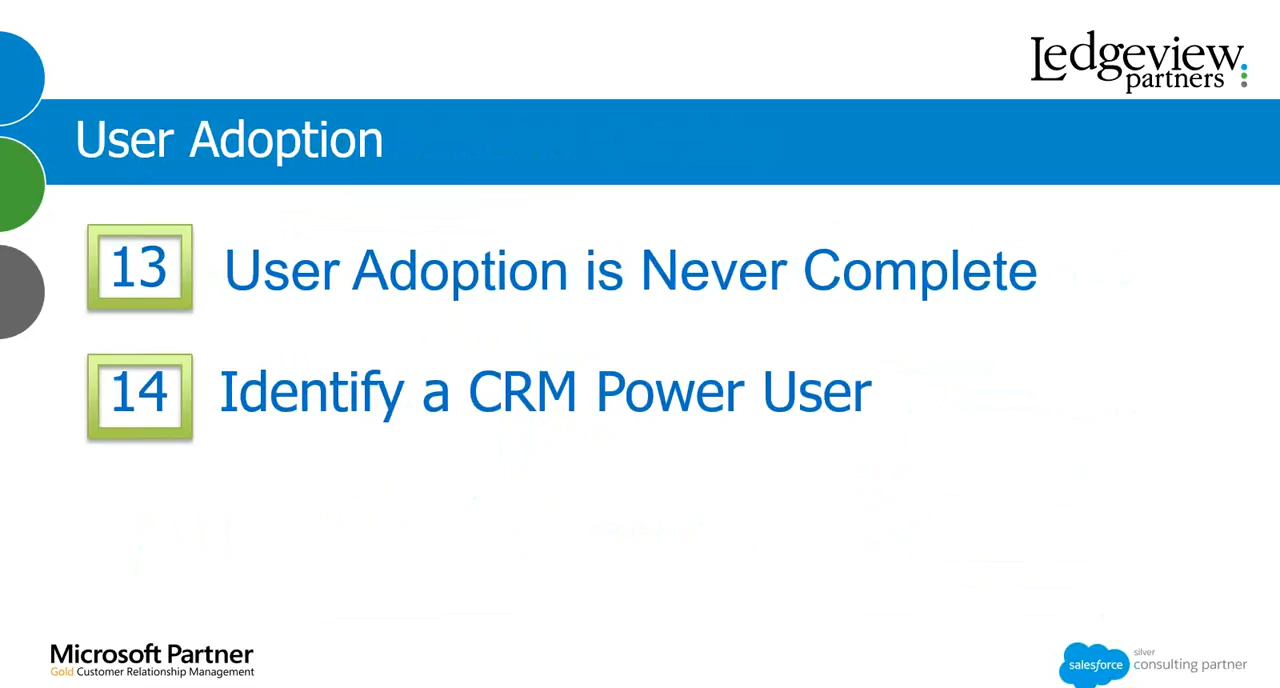 Ledgeview
partners
User Adoption
13 User Adoption is Never Complete
14 Identify a CRM Power User
Microsoft Partner
Gold Customer Relationship Management
salesforce
silver
consulting partner